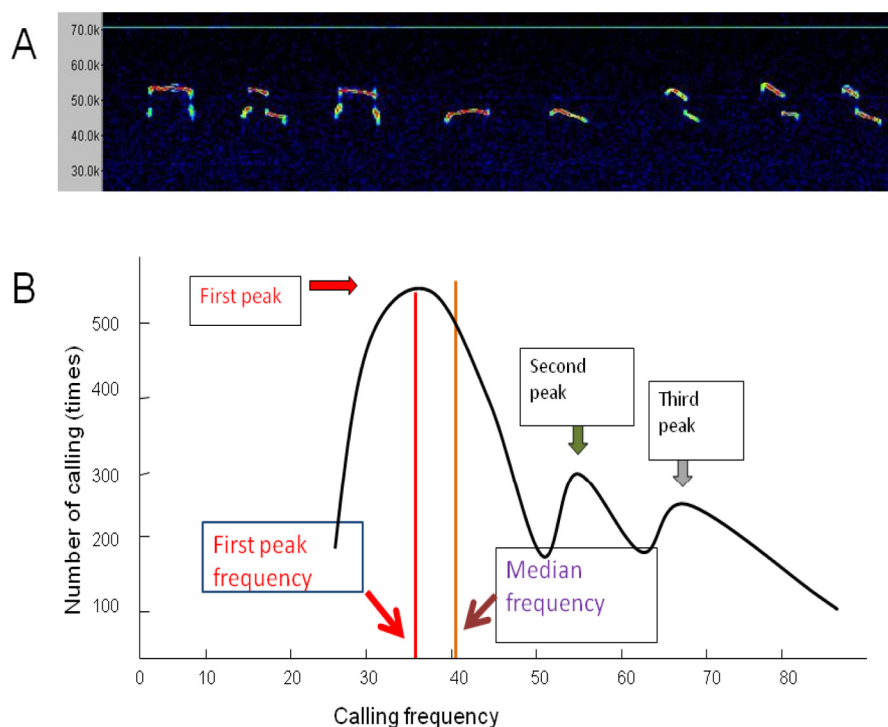 A
70.0k
60.0k
50.0k
40.0k
30.0k
B
First peak
Second
peak
Third
peak
First peak
frequency
Median
frequency
Number of calling (times)
500
400
300
200
100
0 10 20 30 40 50 60 70 80
Calling frequency